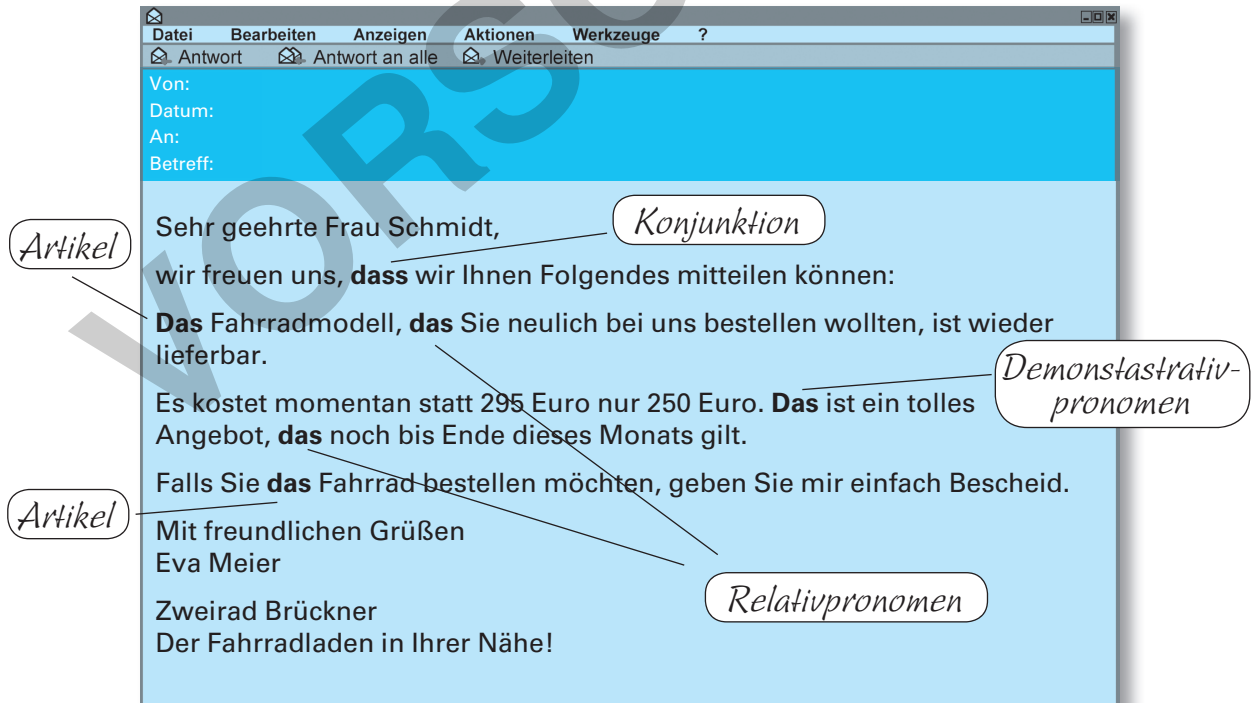 Datei Bearbeiten Anzeigen Aktionen Werkzeuge ?
Antwort Antwort an alle Weiterleiten
Von:
Datum:
An:
Betreff:
Konjunktion
Artikel
Sehr geehrte Frau Schmidt,
wir freuen uns, dass wir Ihnen Folgendes mitteilen können:
Das Fahrradmodell, das Sie neulich bei uns bestellen wollten, ist wieder
lieferbar.
Demonstastrativ-
pronomen
Es kostet momentan statt 295 Euro nur 250 Euro. Das ist ein tolles
Angebot, das noch bis Ende dieses Monats gilt.
Falls Sie das Fahrrad bestellen möchten, geben Sie mir einfach Bescheid.
Artikel
Mit freundlichen Grüßen
Eva Meier
Relativpronomen
Zweirad Brückner
Der Fahrradladen in Ihrer Nähe!
VORSC